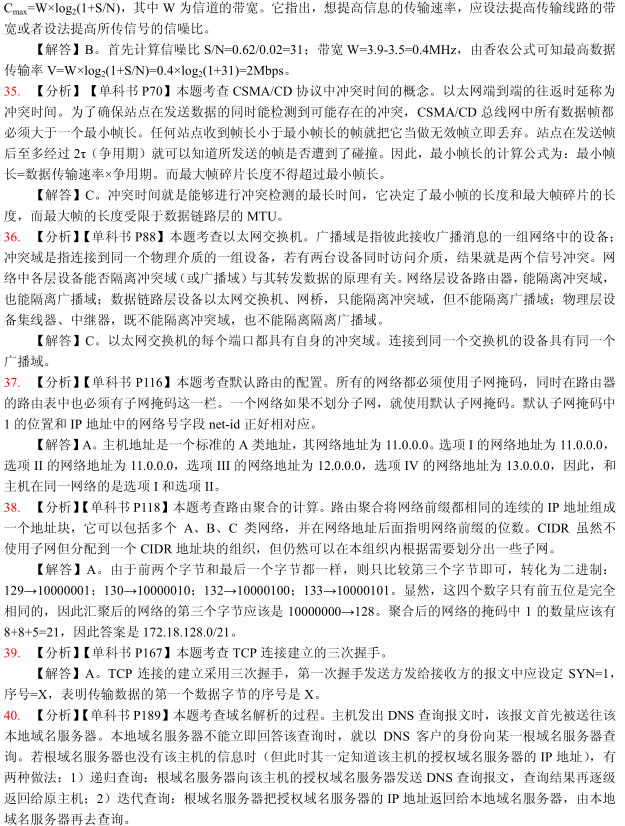 Cmax=W×log2(1+S/N)，其中 W 为信道的带宽。它指出，想提高信息的传输速率，应设法提高传输线路的带
宽或者设法提高所传信号的信噪比。
【解答】B。首先计算信噪比 S/N=0.62/0.02=31；带宽 W=3.9-3.5=0.4MHz，由香农公式可知最高数据
传输率 V=W×log2(1+S/N)=0.4×log2(1+31)=2Mbps。
35. 【分析】【单科书 P70】本题考查 CSMA/CD 协议中冲突时间的概念。以太网端到端的往返时延称为
冲突时间。为了确保站点在发送数据的同时能检测到可能存在的冲突，CSMA/CD 总线网中所有数据帧都
必须大于一个最小帧长。任何站点收到帧长小于最小帧长的帧就把它当做无效帧立即丢弃。站点在发送帧
后至多经过 2τ（争用期）就可以知道所发送的帧是否遭到了碰撞。因此，最小帧长的计算公式为：最小帧
长=数据传输速率×争用期。而最大帧碎片长度不得超过最小帧长。
【解答】C。冲突时间就是能够进行冲突检测的最长时间，它决定了最小帧的长度和最大帧碎片的长
度，而最大帧的长度受限于数据链路层的 MTU。
36. 【分析】【单科书 P88】本题考查以太网交换机。广播域是指彼此接收广播消息的一组网络中的设备；
冲突域是指连接到同一个物理介质的一组设备，若有两台设备同时访问介质，结果就是两个信号冲突。网
络中各层设备能否隔离冲突域（或广播域）与其转发数据的原理有关。网络层设备路由器，能隔离冲突域，
也能隔离广播域；数据链路层设备以太网交换机、网桥，只能隔离冲突域，但不能隔离广播域；物理层设
备集线器、中继器，既不能隔离冲突域，也不能隔离隔离广播域。
【解答】C。以太网交换机的每个端口都具有自身的冲突域。连接到同一个交换机的设备具有同一个
广播域。
37. 【分析】【单科书 P116】本题考查默认路由的配置。所有的网络都必须使用子网掩码，同时在路由器
的路由表中也必须有子网掩码这一栏。一个网络如果不划分子网，就使用默认子网掩码。默认子网掩码中
1 的位置和 IP 地址中的网络号字段 net-id 正好相对应。
【解答】A。主机地址是一个标准的 A 类地址，其网络地址为 11.0.0.0。选项 I 的网络地址为 11.0.0.0，
选项 II 的网络地址为 11.0.0.0，选项 III 的网络地址为 12.0.0.0，选项 IV 的网络地址为 13.0.0.0，因此，和
主机在同一网络的是选项 I 和选项 II。
38. 【分析】【单科书 P118】本题考查路由聚合的计算。路由聚合将网络前缀都相同的连续的 IP 地址组成
一个地址块，它可以包括多个 A、B、C 类网络，并在网络地址后面指明网络前缀的位数。CIDR 虽然不
使用子网但分配到一个 CIDR 地址块的组织，但仍然可以在本组织内根据需要划分出一些子网。
【解答】A。由于前两个字节和最后一个字节都一样，则只比较第三个字节即可，转化为二进制：
129→10000001；130→10000010；132→10000100；133→10000101。显然，这四个数字只有前五位是完全
相同的，因此汇聚后的网络的第三个字节应该是 10000000→128。聚合后的网络的掩码中 1 的数量应该有
8+8+5=21，因此答案是 172.18.128.0/21。
39. 【分析】【单科书 P167】本题考查 TCP 连接建立的三次握手。
【解答】A。TCP 连接的建立采用三次握手，第一次握手发送方发给接收方的报文中应设定 SYN=1，
序号=X，表明传输数据的第一个数据字节的序号是 X。
40. 【分析】【单科书 P189】本题考查域名解析的过程。主机发出 DNS 查询报文时，该报文首先被送往该
本地域名服务器。本地域名服务器不能立即回答该查询时，就以 DNS 客户的身份向某一根域名服务器查
询。若根域名服务器也没有该主机的信息时（但此时其一定知道该主机的授权域名服务器的 IP 地址），有
两种做法：1）递归查询：根域名服务器向该主机的授权域名服务器发送 DNS 查询报文，查询结果再逐级
返回给原主机；2）迭代查询：根域名服务器把授权域名服务器的 IP 地址返回给本地域名服务器，由本地
域名服务器再去查询。